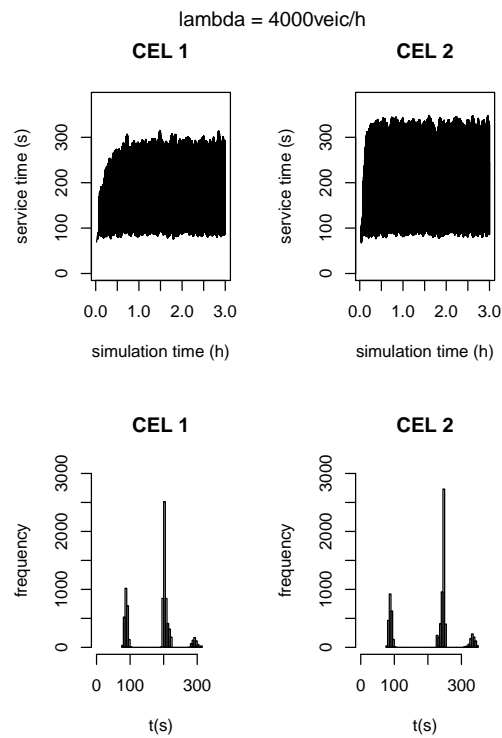 lambda = 4000veic/h
CEL 1
CEL 2
service time (s)
0
100
200
300
0.0
1.0
2.0
3.0
simulation time (h)
service time (s)
0
100
200
300
0.0
1.0
2.0
3.0
simulation time (h)
CEL 1
CEL 2
frequency
0
1000
2000
3000
0
100
300
t(s)
frequency
0
1000
2000
3000
0
100
300
t(s)